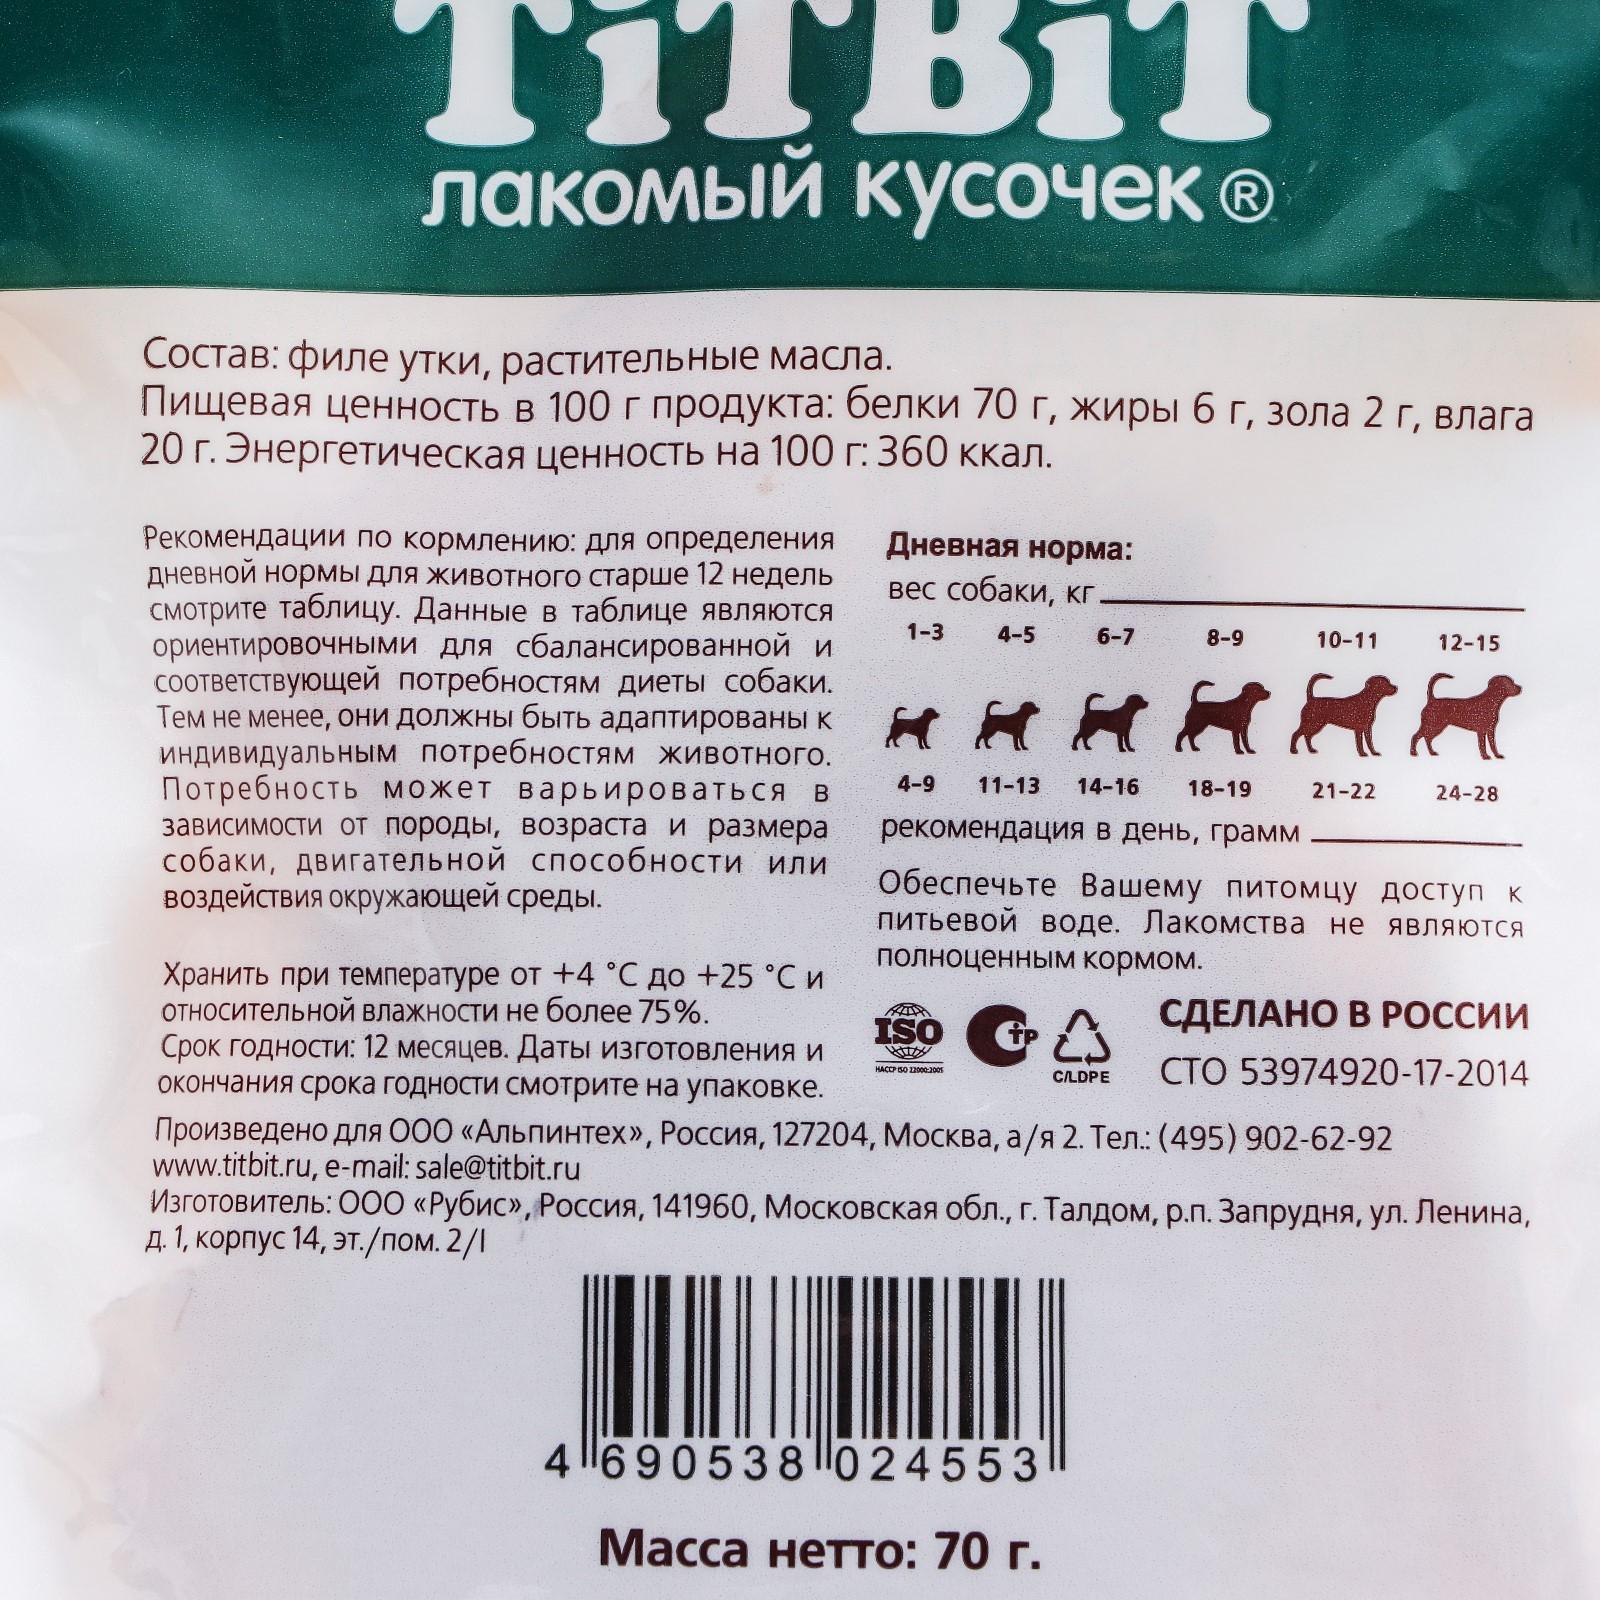 TiTBiT
лакомый кусочек ®
Состав: филе утки, растительные масла.
Пищевая ценность в 100 г продукта: белки 70 г, жиры 6 г, зола 2 г, влага
20 г. Энергетическая ценность на 100 г: 360 ккал.
Рекомендации по кормлению: для определения
дневной нормы для животного старше 12 недель
смотрите таблицу. Данные в таблице являются
ориентировочными для сбалансированной и
соответствующей потребностям диеты собаки.
Тем не менее, они должны быть адаптированы к
индивидуальным потребностям животного.
Потребность может варьироваться в
зависимости от породы, возраста и размера
собаки, двигательной способности или
воздействия окружающей среды.
Хранить при температуре от +4 °С до +25 °С и
относительной влажности не более 75%.
Срок годности: 12 месяцев. Даты изготовления и
окончания срока годности смотрите на упаковке.
Дневная норма:
вес собаки, кг
1-3 4-5 6-7 8-9 10-11 12-15
4-9 11-13 14-16 18-19 21-22 24-28
рекомендация в день, грамм
Обеспечьте Вашему питомцу доступ к
питьевой воде. Лакомства не являются
полноценным кормом.
ISO
HACCP ISO 22000:2005
Стр
C/LDPE
СДЕЛАНО В РОССИИ
СТО 53974920-17-2014
Произведено для ООО «Альпинтех», Россия, 127204, Москва, а/я 2. Тел.: (495) 902-62-92
www.titbit.ru, e-mail: sale@titbit.ru
Изготовитель: ООО «Рубис», Россия, 141960, Московская обл., г. Талдом, р.п. Запрудня, ул. Ленина,
д. 1, корпус 14, эт./пом. 2/I
4 690538 024553
Масса нетто: 70 г.